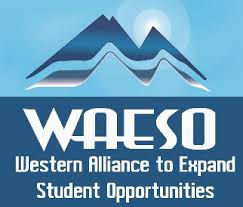 WAESO
Western Alliance to Expand
Student Opportunities